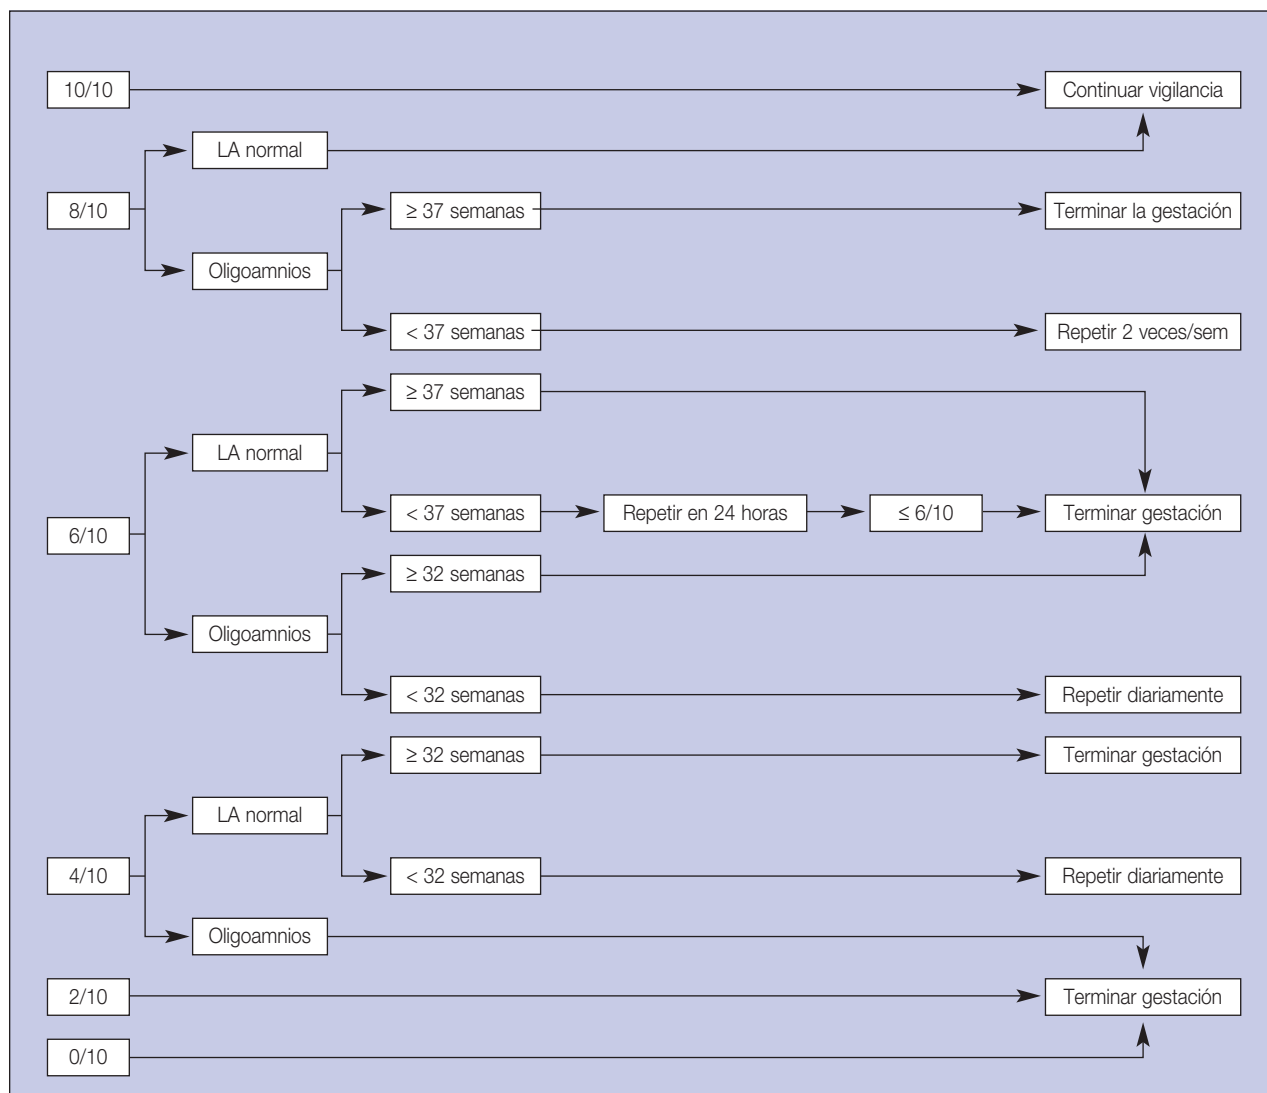 10/10
Continuar vigilancia
LA normal
8/10
≥ 37 semanas
Terminar la gestación
Oligoamnios
< 37 semanas
Repetir 2 veces/sem
≥ 37 semanas
LA normal
< 37 semanas
Repetir en 24 horas
≤ 6/10
Terminar gestación
6/10
≥ 32 semanas
Oligoamnios
< 32 semanas
Repetir diariamente
≥ 32 semanas
Terminar gestación
LA normal
4/10
< 32 semanas
Repetir diariamente
Oligoamnios
2/10
Terminar gestación
0/10